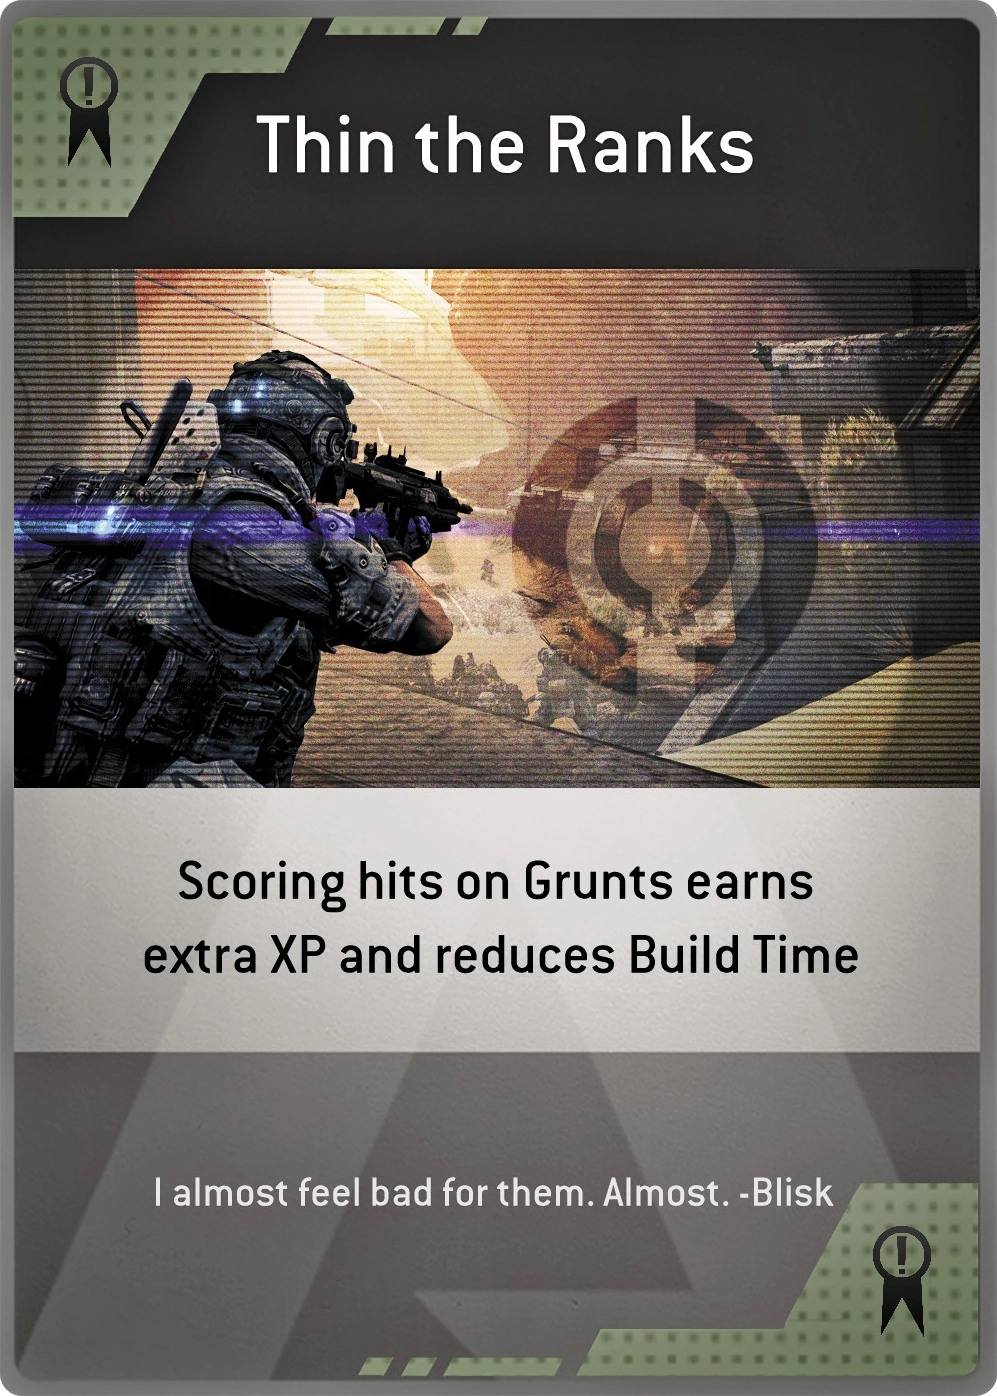 !
Thin the Ranks
Scoring hits on Grunts earns
extra XP and reduces Build Time
I almost feel bad for them. Almost. -Blisk
!